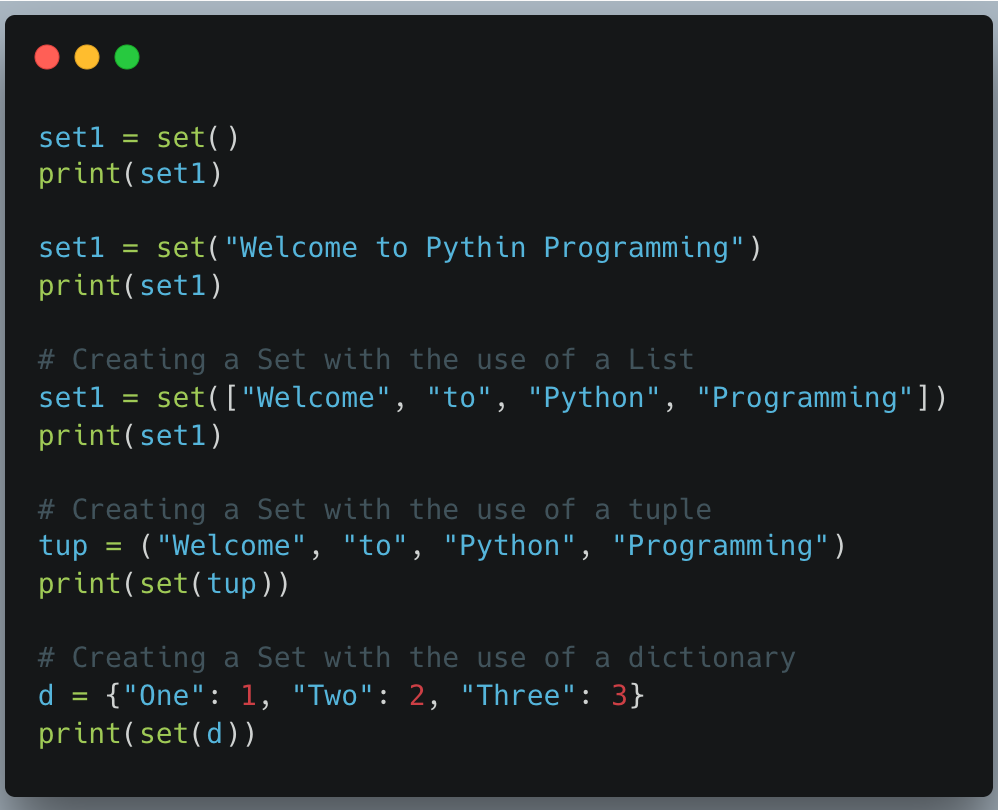 set1 = set()
print(set1)
set1 = set("Welcome to Pythin Programming")
print(set1)
# Creating a Set with the use of a List
set1 = set(["Welcome", "to", "Python", "Programming"])
print(set1)
# Creating a Set with the use of a tuple
tup = ("Welcome", "to", "Python", "Programming")
print(set(tup))
# Creating a Set with the use of a dictionary
d = {"One": 1, "Two": 2, "Three": 3}
print(set(d))